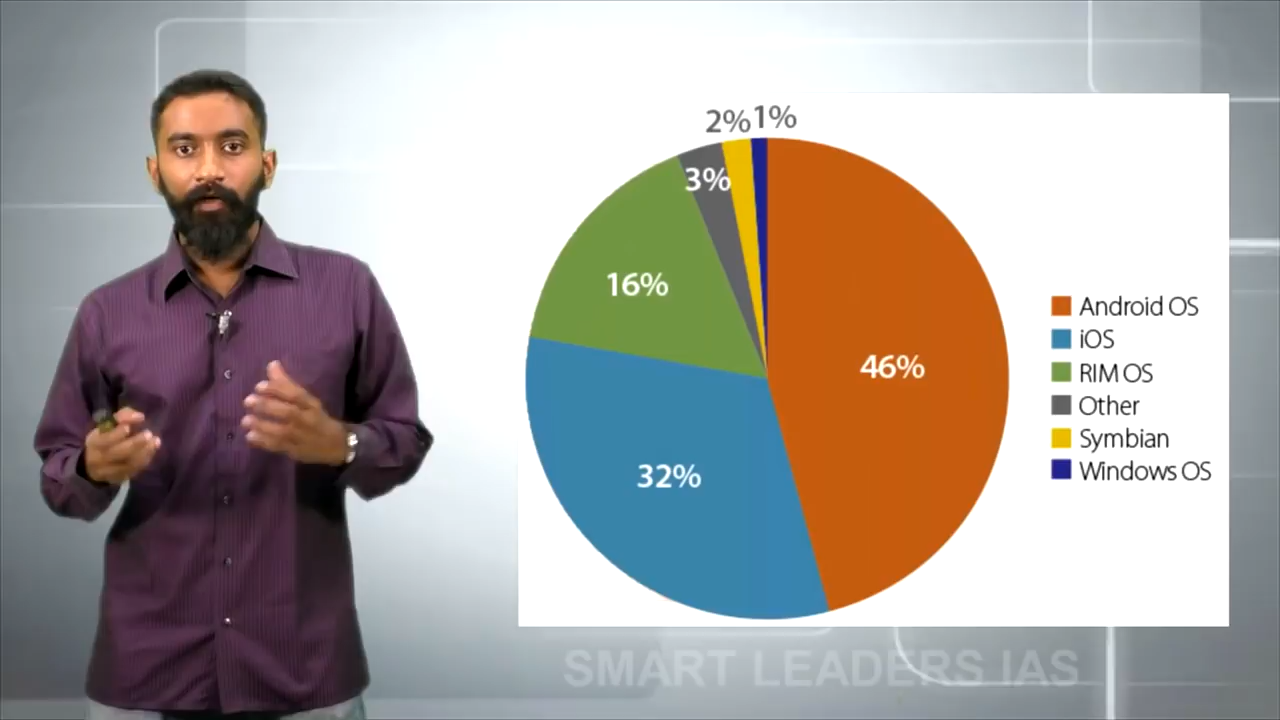 2%
1%
3%
16%
46%
32%
Android OS
iOS
RIM OS
Other
Symbian
Windows OS
SMART LEADERS IAS